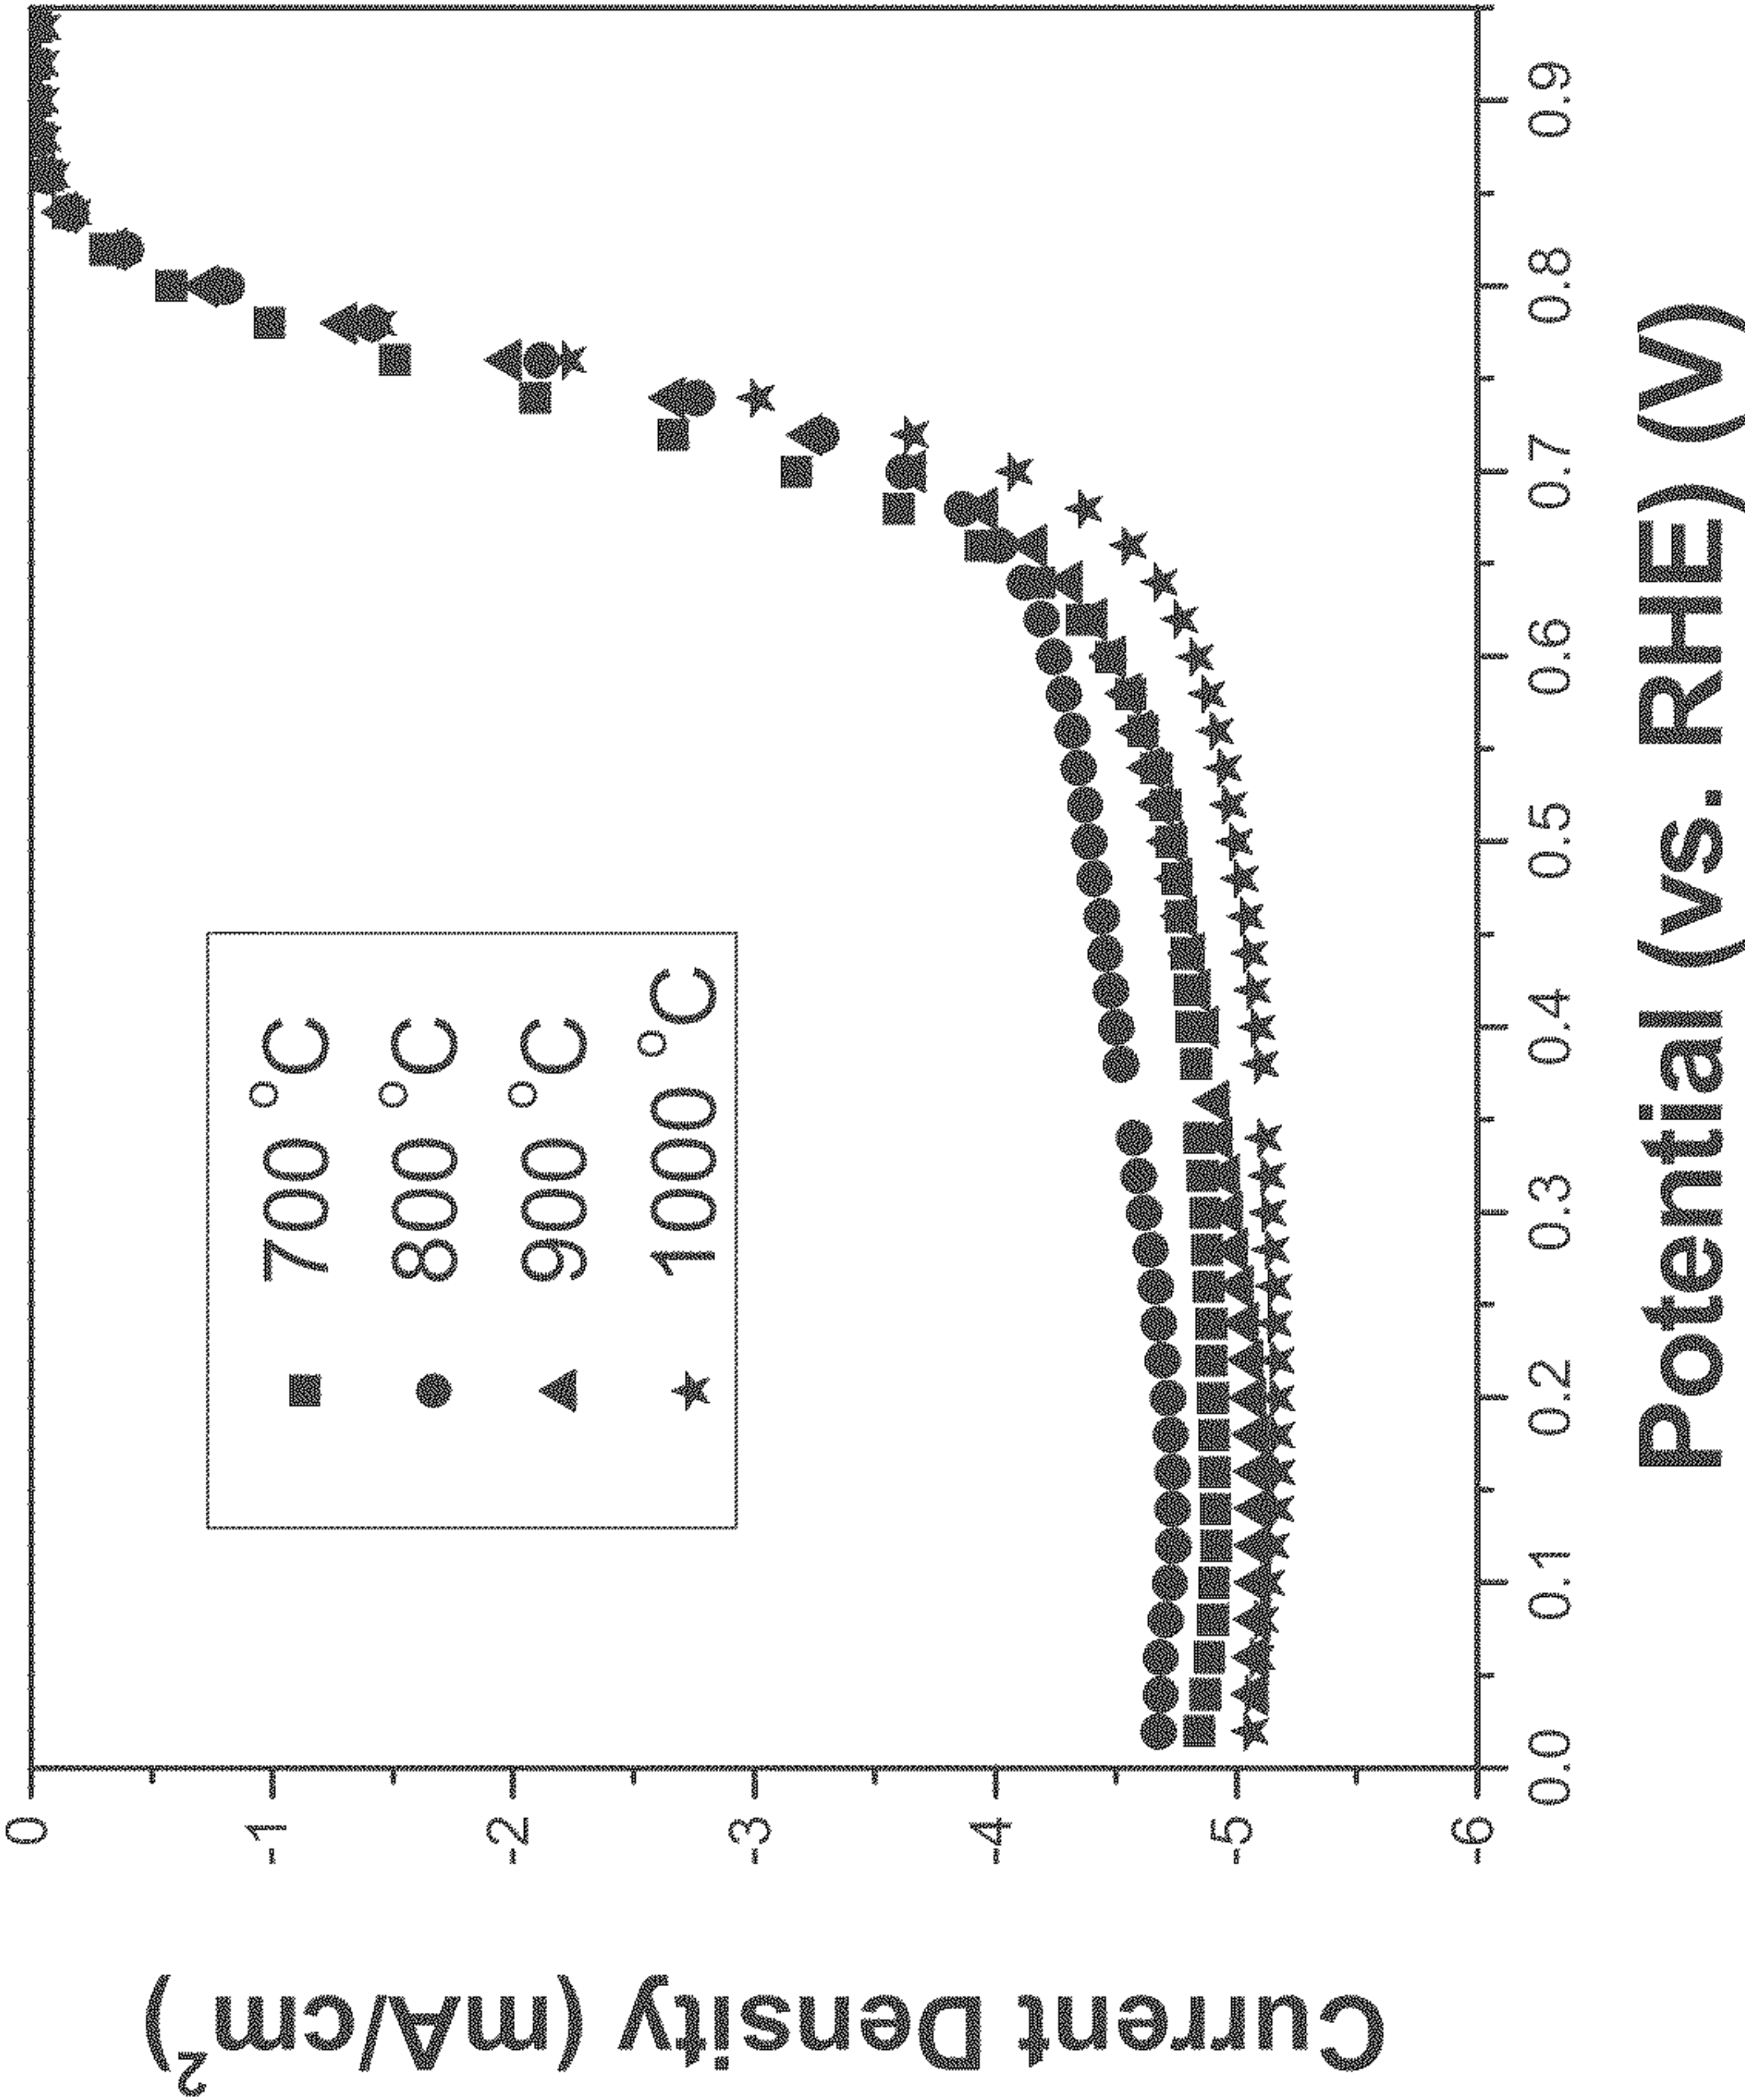 Current Density (mA/cm²)
0
-1
-2
-3
-4
-5
-6
700 °C
800 °C
900 °C
1000 °C
0.0 0.1 0.2 0.3 0.4 0.5 0.6 0.7 0.8 0.9
Potential (vs. RHE) (V)